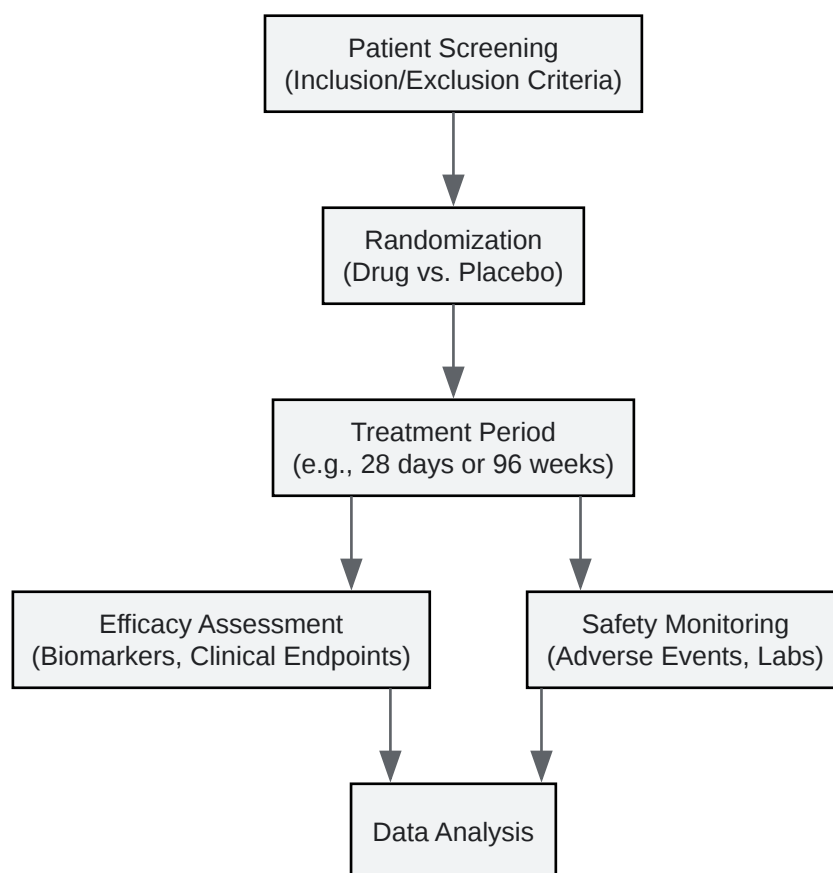 Patient Screening
(Inclusion/Exclusion Criteria)
Randomization
(Drug vs. Placebo)
Treatment Period
(e.g., 28 days or 96 weeks)
Efficacy Assessment
(Biomarkers, Clinical Endpoints)
Safety Monitoring
(Adverse Events, Labs)
Data Analysis